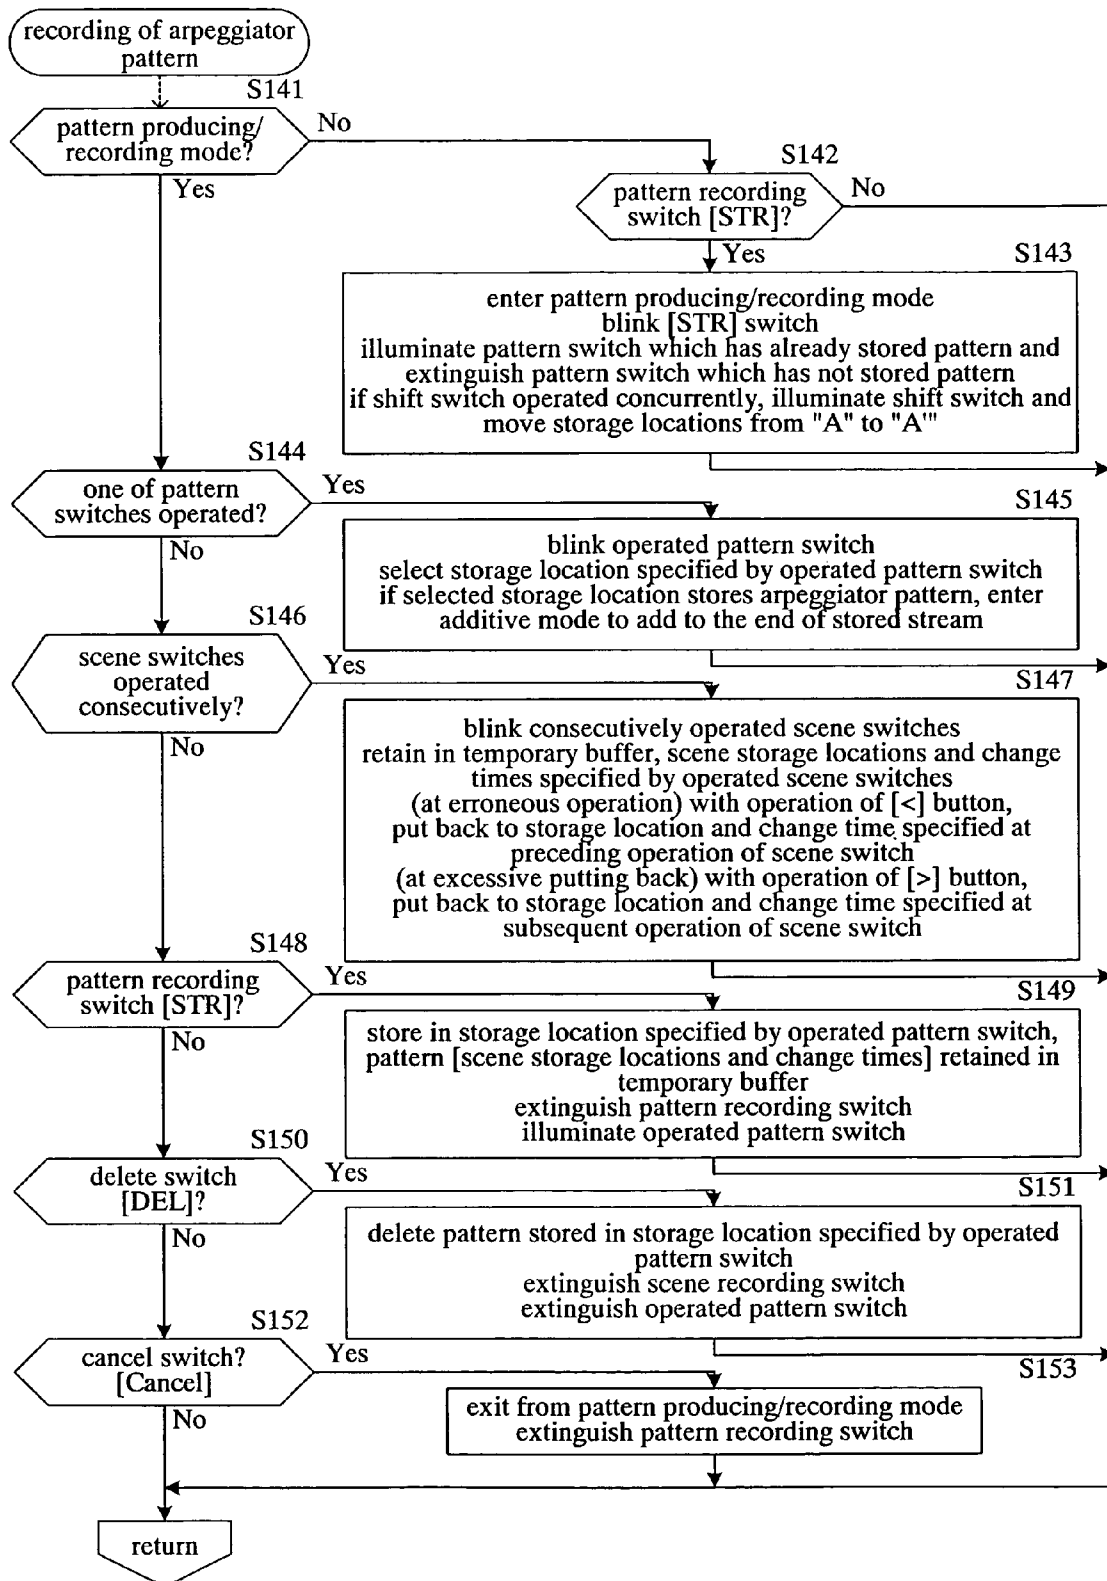 recording of arpeggiator
pattern
S141
pattern producing/
recording mode?
No
Yes
S142
pattern recording
switch [STR]?
No
Yes
S143
enter pattern producing/recording mode
blink [STR] switch
illuminate pattern switch which has already stored pattern and
extinguish pattern switch which has not stored pattern
if shift switch operated concurrently, illuminate shift switch and
move storage locations from "A" to "A'"
S144
one of pattern
switches operated?
Yes
No
S145
blink operated pattern switch
select storage location specified by operated pattern switch
if selected storage location stores arpeggiator pattern, enter
additive mode to add to the end of stored stream
S146
scene switches
operated
consecutively?
Yes
No
S147
blink consecutively operated scene switches
retain in temporary buffer, scene storage locations and change
times specified by operated scene switches
(at erroneous operation) with operation of [<] button,
put back to storage location and change time specified at
preceding operation of scene switch
(at excessive putting back) with operation of [>] button,
put back to storage location and change time specified at
subsequent operation of scene switch
S148
pattern recording
switch [STR]?
Yes
No
S149
store in storage location specified by operated pattern switch,
pattern [scene storage locations and change times] retained in
temporary buffer
extinguish pattern recording switch
illuminate operated pattern switch
S150
delete switch
[DEL]?
Yes
No
S151
delete pattern stored in storage location specified by operated
pattern switch
extinguish scene recording switch
extinguish operated pattern switch
S152
cancel switch?
[Cancel]
Yes
No
S153
exit from pattern producing/recording mode
extinguish pattern recording switch
return